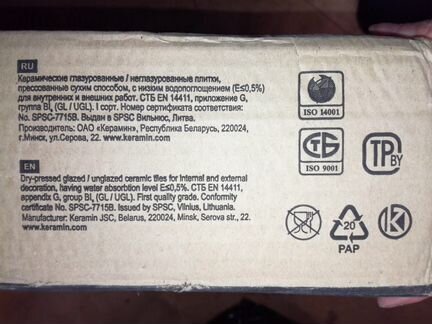 RU
Керамические глазурованные / неглазурованные плитки,
прессованные сухим способом, с низким водопоглощением (E≤0,5%)
для внутренних и внешних работ. СТБ EN 14411, приложение G,
группа BIa (GL / UGL). 1 сорт. Номер сертификата соответствия:
No. SPSC-7715B. Выдан в SPSC Вильнюс, Литва.
Производитель: ОАО «Керамин», Республика Беларусь, 220024,
г.Минск, ул.Серова, 22. www.keramin.com
EN
Dry-pressed glazed / unglazed ceramic tiles for internal and external
decoration, having water absorption level E≤0,5%. СТБ EN 14411,
appendix G, group BIa (GL / UGL). First quality grade. Conformity
certificate No. SPSC-7715B. Issued by SPSC, Vilnius, Lithuania.
Manufacturer: Keramin JSC, Belarus, 220024, Minsk, Serova str., 22.
www.keramin.com
ISO 14001
СТБ
ISO 9001
TP BY
20
PAP
K